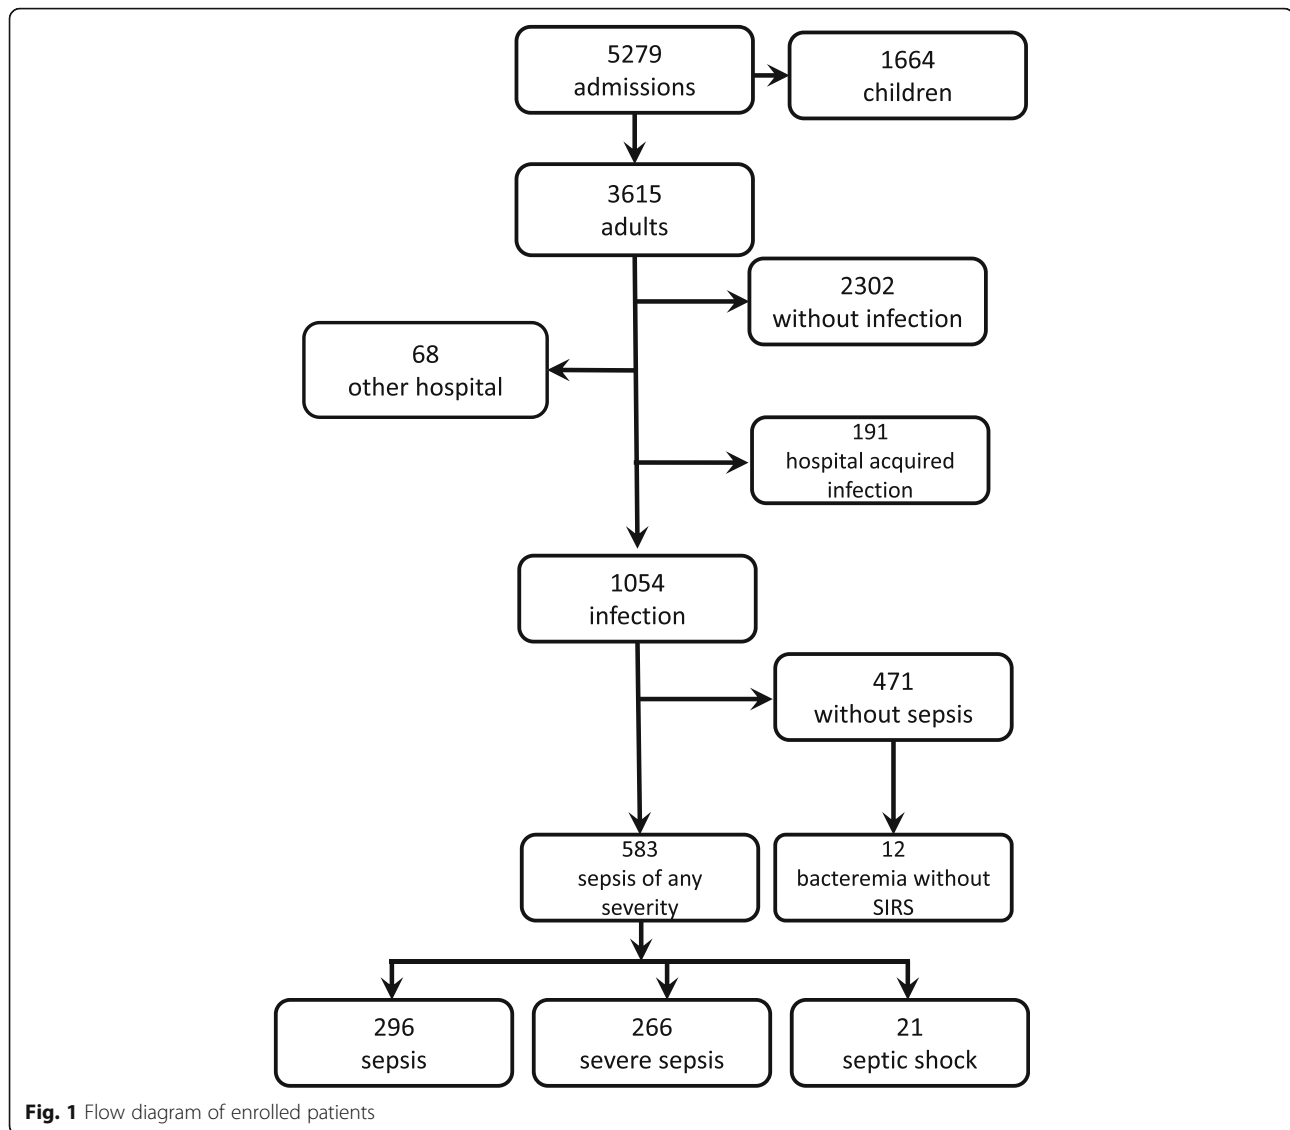 5279
admissions
1664
children
3615
adults
2302
without infection
68
other hospital
191
hospital acquired
infection
1054
infection
471
without sepsis
583
sepsis of any
severity
12
bacteremia without
SIRS
296
sepsis
266
severe sepsis
21
septic shock
Fig. 1 Flow diagram of enrolled patients